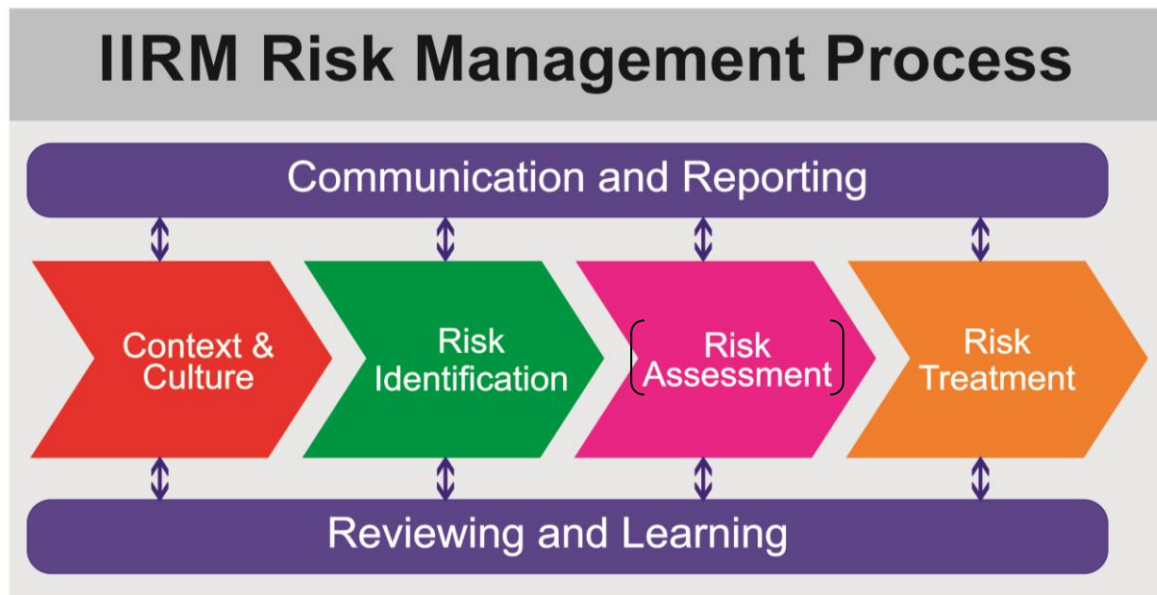 IIRM Risk Management Process
Communication and Reporting
Context &
Culture
Risk
Identification
Risk
Assessment
Risk
Treatment
Reviewing and Learning